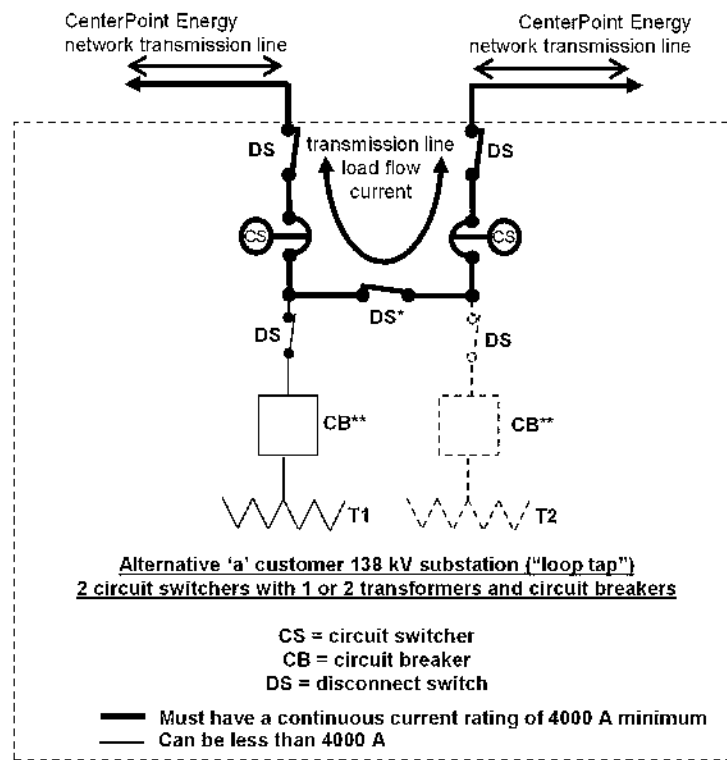 CenterPoint Energy
network transmission line
CenterPoint Energy
network transmission line
DS
transmission line
load flow
current
DS
CS
CS
DS
DS*
DS
CB**
CB**
T1
T2
Alternative 'a' customer 138 kV substation ("loop tap")
2 circuit switchers with 1 or 2 transformers and circuit breakers
CS = circuit switcher
CB = circuit breaker
DS = disconnect switch
Must have a continuous current rating of 4000 A minimum
Can be less than 4000 A